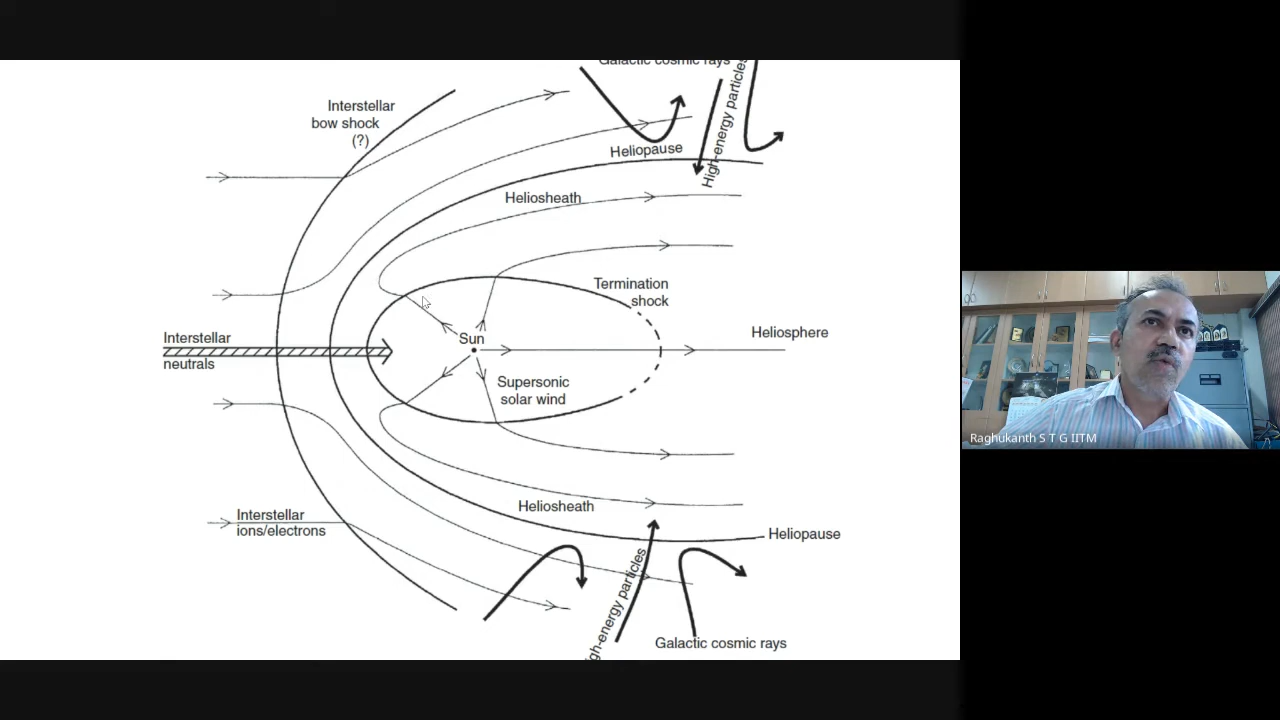 Galactic cosmic rays
High-energy particles
Interstellar
bow shock
(?)
Heliopause
Heliosheath
Termination
shock
Interstellar
neutrals
Sun
Heliosphere
Supersonic
solar wind
Raghukanth S T G IITM
Heliosheath
Interstellar
ions/electrons
Heliopause
gh-energy particles
Galactic cosmic rays